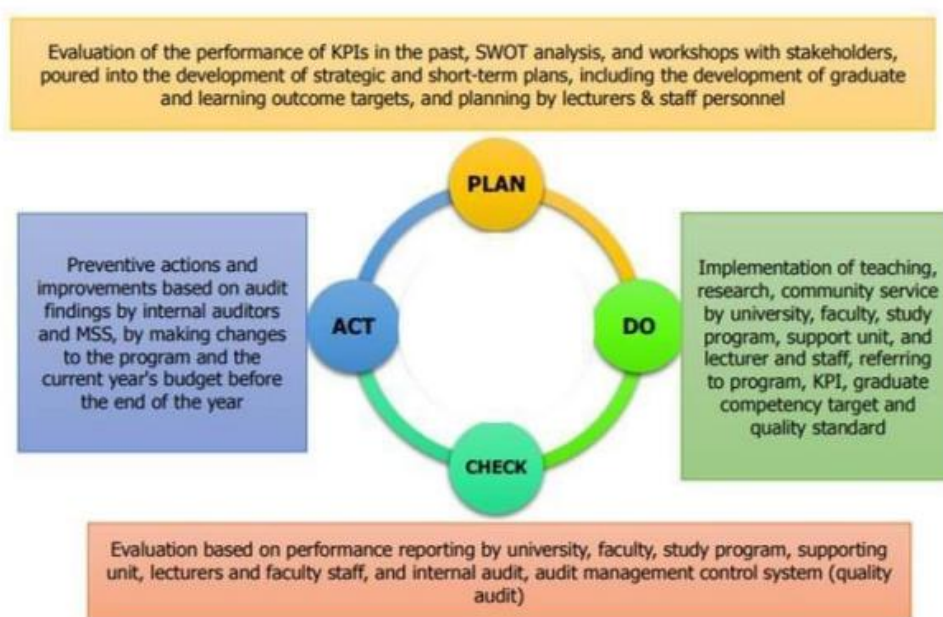 Evaluation of the performance of KPIs in the past, SWOT analysis, and workshops with stakeholders,
poured into the development of strategic and short-term plans, including the development of graduate
and learning outcome targets, and planning by lecturers & staff personnel
PLAN
Preventive actions and
improvements based on audit
findings by internal auditors
and MSS, by making changes
to the program and the
current year's budget before
the end of the year
ACT
DO
Implementation of teaching,
research, community service
by university, faculty, study
program, support unit, and
lecturer and staff, referring
to program, KPI, graduate
competency target and
quality standard
CHECK
Evaluation based on performance reporting by university, faculty, study program, supporting
unit, lecturers and faculty staff, and internal audit, audit management control system (quality
audit)